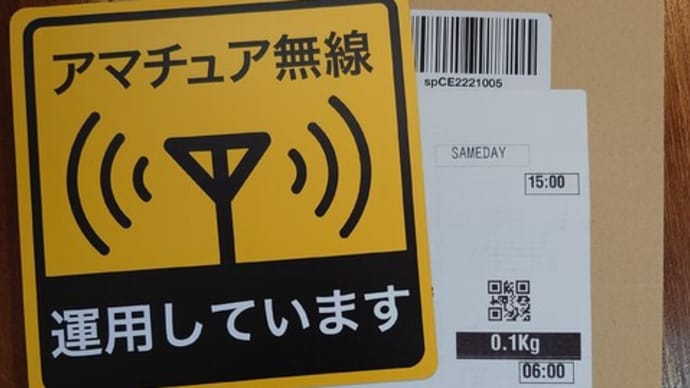 アマチュア無線
運用しています
spCE2221005
SAMEDAY
15:00
0.1Kg
06:00